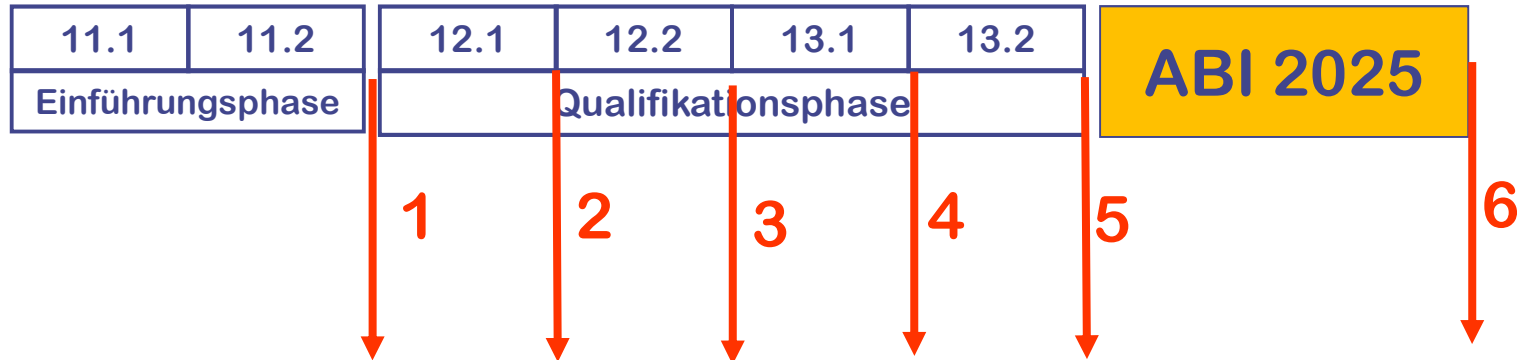 11.1 11.2 12.1 12.2 13.1 13.2
ABI 2025
Einführungsphase Qualifikationsphase
1 2 3 4 5 6